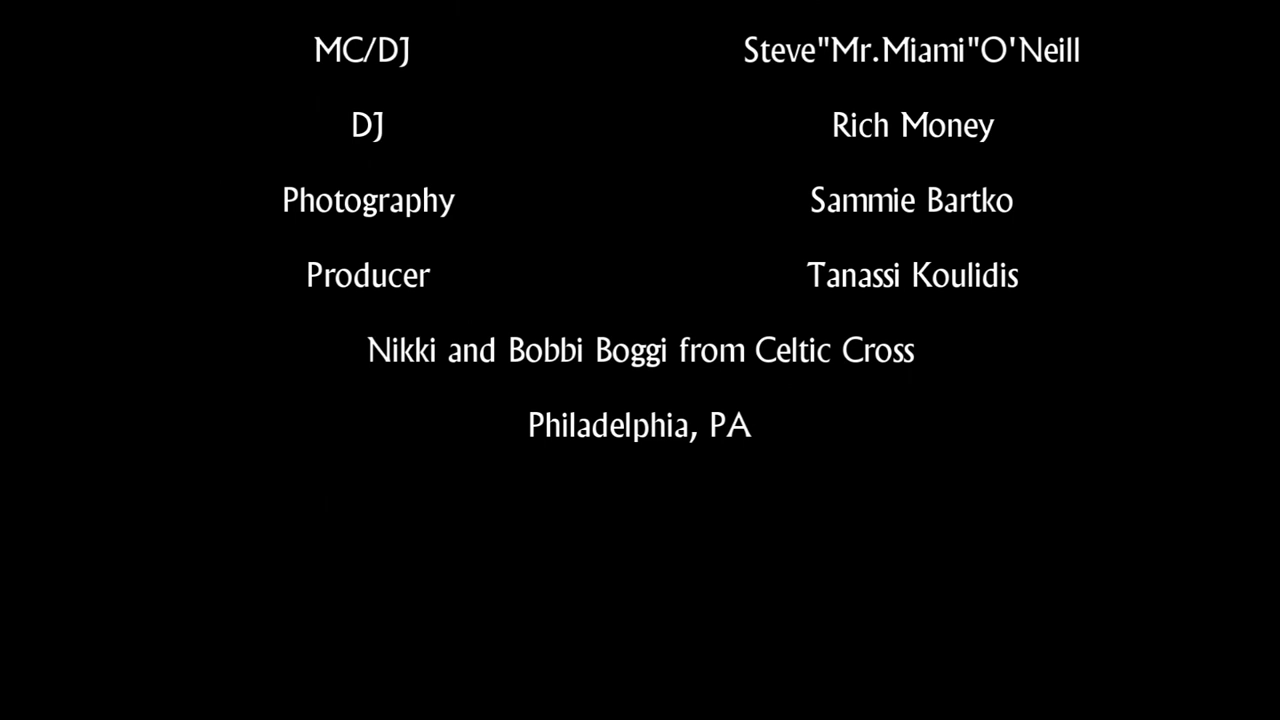 MC/DJ Steve"Mr.Miami"O'Neill
DJ Rich Money
Photography Sammie Bartko
Producer Tanassi Koulidis
Nikki and Bobbi Boggi from Celtic Cross
Philadelphia, PA